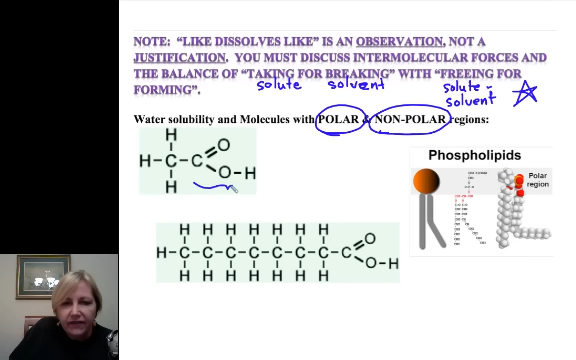 NOTE: “LIKE DISSOLVES LIKE” IS AN OBSERVATION, NOT A
JUSTIFICATION. YOU MUST DISCUSS INTERMOLECULAR FORCES AND
THE BALANCE OF “TAKING FOR BREAKING” WITH “FREEING FOR
FORMING”.
solute solvent
solute -
solvent
Water solubility and Molecules with POLAR & NON-POLAR regions:
H
H-C-C O
H O-H
Phospholipids
Polar
region
H H H H H H H
H-C-C-C-C-C-C-C-C O
H H H H H H H O-H